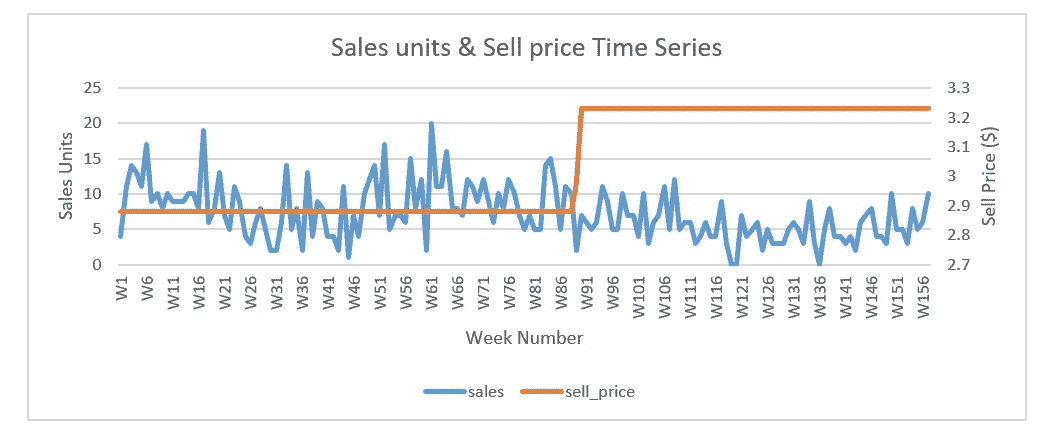 Sales units & Sell price Time Series
Sales Units
25
20
15
10
5
0
3.3
3.2
3.1
3
2.9
2.8
2.7
Sell Price ($)
W1 W6 W11 W16 W21 W26 W31 W36 W41 W46 W51 W56 W61 W66 W71 W76 W81 W86 W91 W96 W101 W106 W111 W116 W121 W126 W131 W136 W141 W146 W151 W156
Week Number
sales sell_price